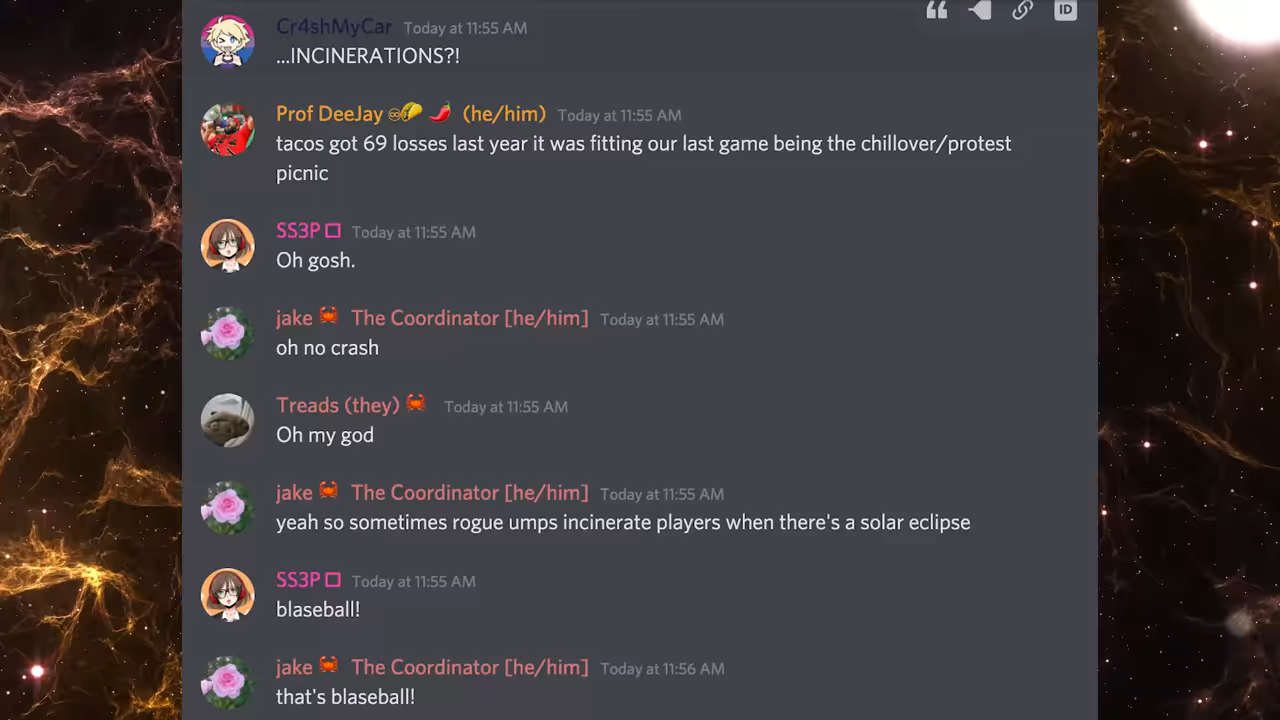 Cr4shMyCar Today at 11:55 AM
...INCINERATIONS?!
ID
Prof DeeJay ♾🌮 🌶 (he/him) Today at 11:55 AM
tacos got 69 losses last year it was fitting our last game being the chillover/protest
picnic
SS3P □ Today at 11:55 AM
Oh gosh.
jake 🦀 The Coordinator [he/him] Today at 11:55 AM
oh no crash
Treads (they) 🦀 Today at 11:55 AM
Oh my god
jake 🦀 The Coordinator [he/him] Today at 11:55 AM
yeah so sometimes rogue umps incinerate players when there's a solar eclipse
SS3P □ Today at 11:55 AM
blaseball!
jake 🦀 The Coordinator [he/him] Today at 11:56 AM
that's blaseball!